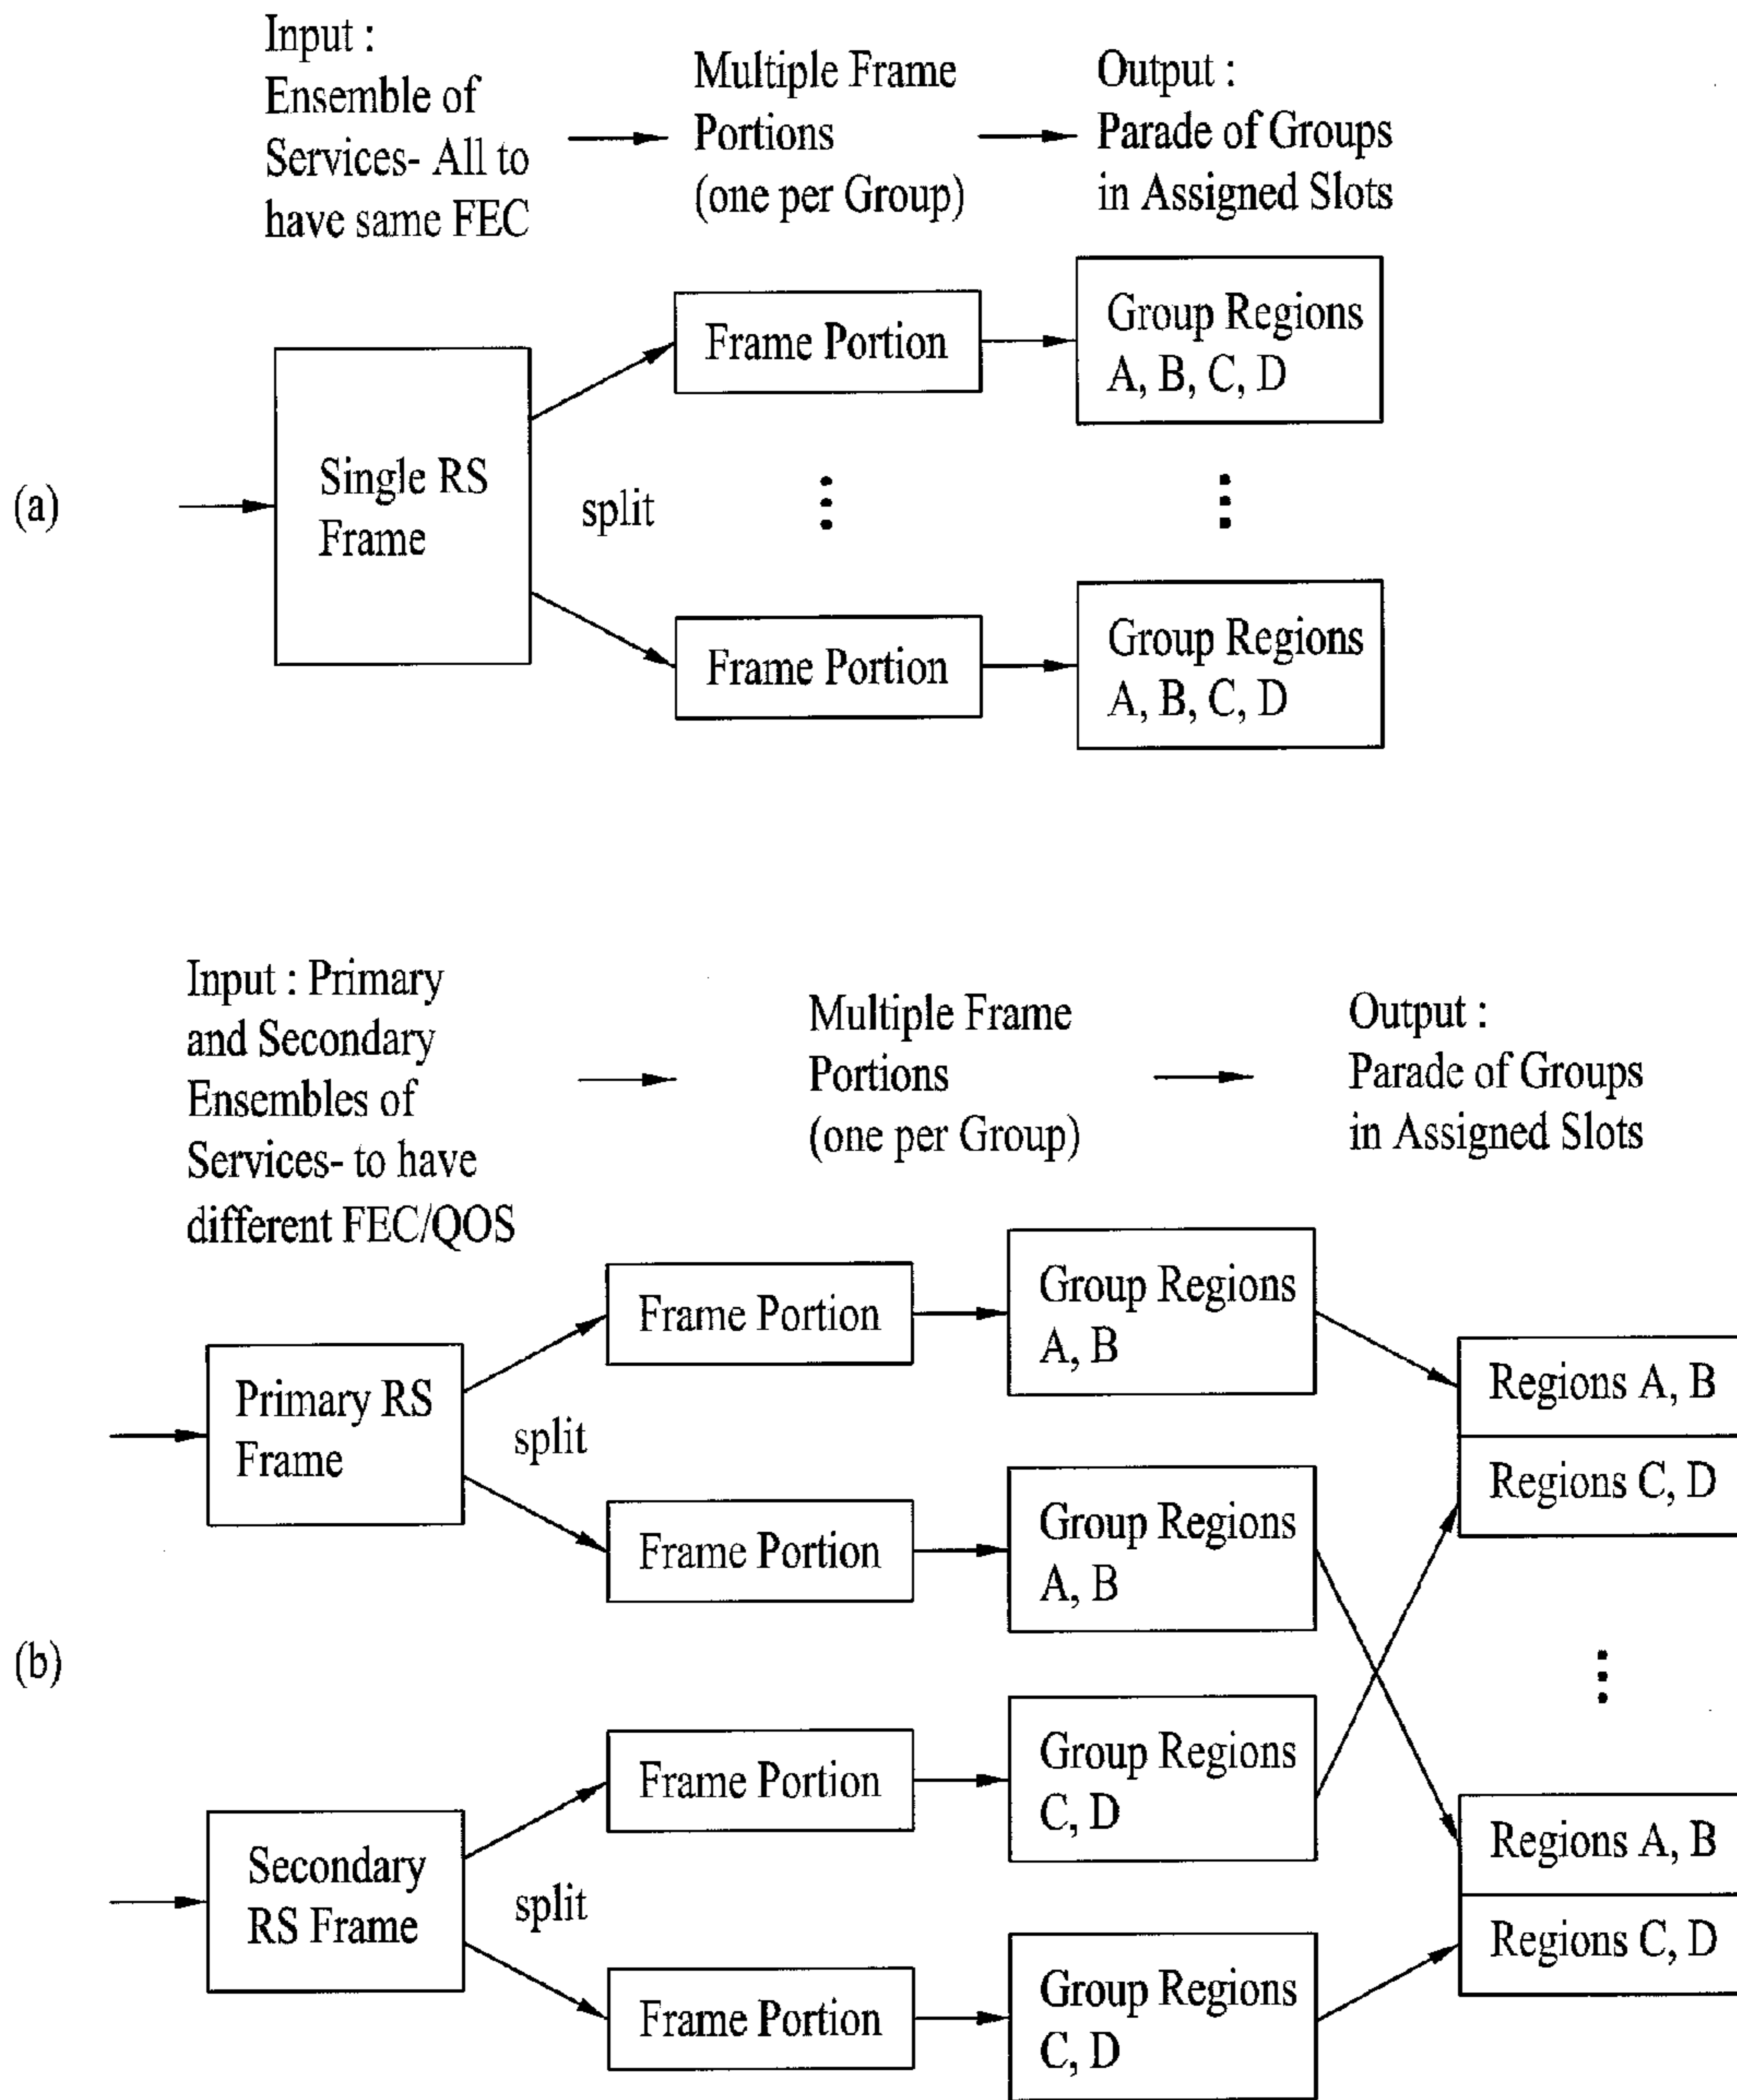 Input :
Ensemble of
Services- All to
have same FEC
Multiple Frame
Portions
(one per Group)
Output :
Parade of Groups
in Assigned Slots
(a)
Single RS
Frame
split
Frame Portion
Group Regions
A, B, C, D
Frame Portion
Group Regions
A, B, C, D
Input : Primary
and Secondary
Ensembles of
Services- to have
different FEC/QOS
Multiple Frame
Portions
(one per Group)
Output :
Parade of Groups
in Assigned Slots
(b)
Primary RS
Frame
split
Frame Portion
Group Regions
A, B
Frame Portion
Group Regions
A, B
Regions A, B
Regions C, D
Secondary
RS Frame
split
Frame Portion
Group Regions
C, D
Frame Portion
Group Regions
C, D
Regions A, B
Regions C, D